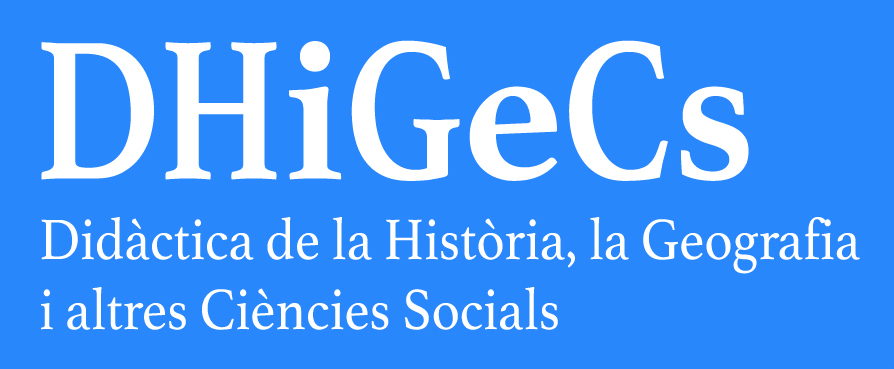 DHiGeCs
Didàctica de la Història, la Geografia
i altres Ciències Socials